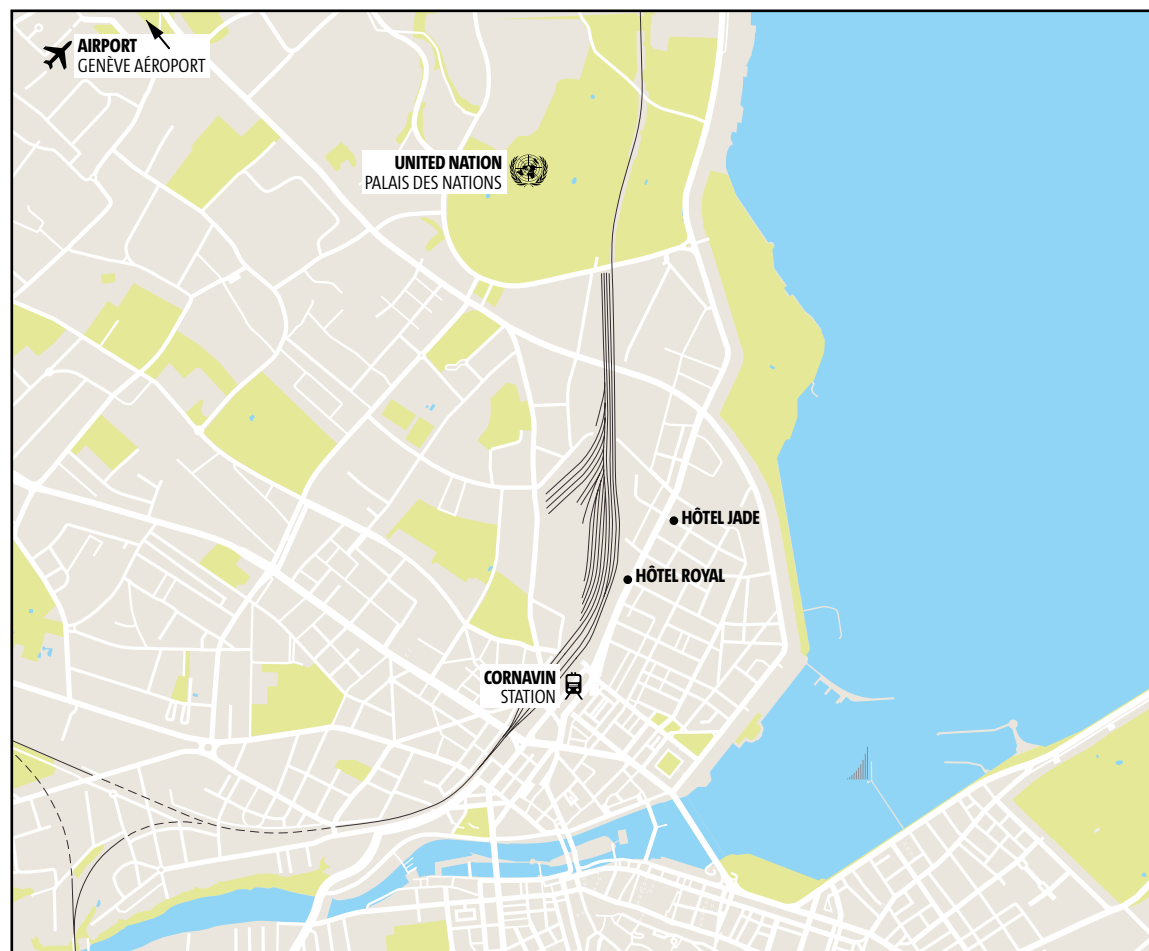 AIRPORT
GENÈVE AÉROPORT
UNITED NATION
PALAIS DES NATIONS
HÔTEL JADE
HÔTEL ROYAL
CORNAVIN
STATION